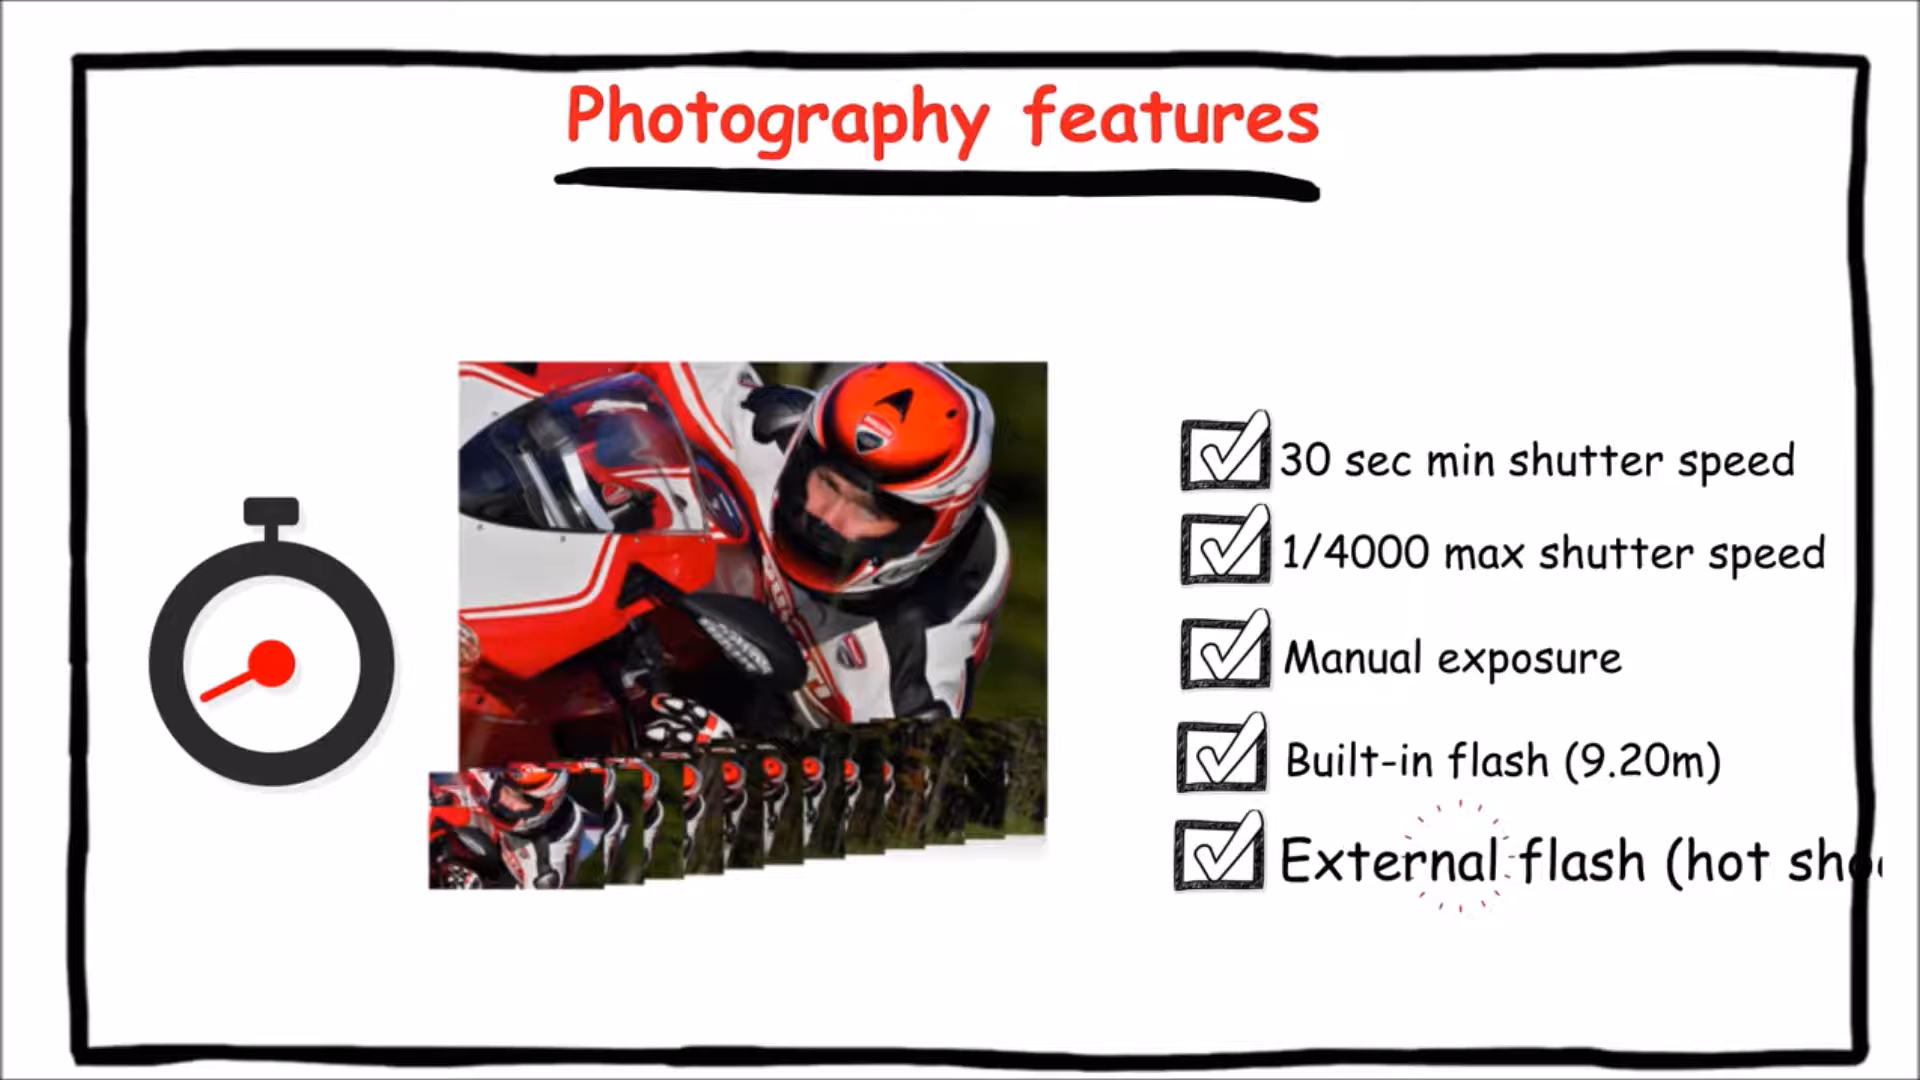 Photography features
30 sec min shutter speed
1/4000 max shutter speed
Manual exposure
Built-in flash (9.20m)
External flash (hot sho